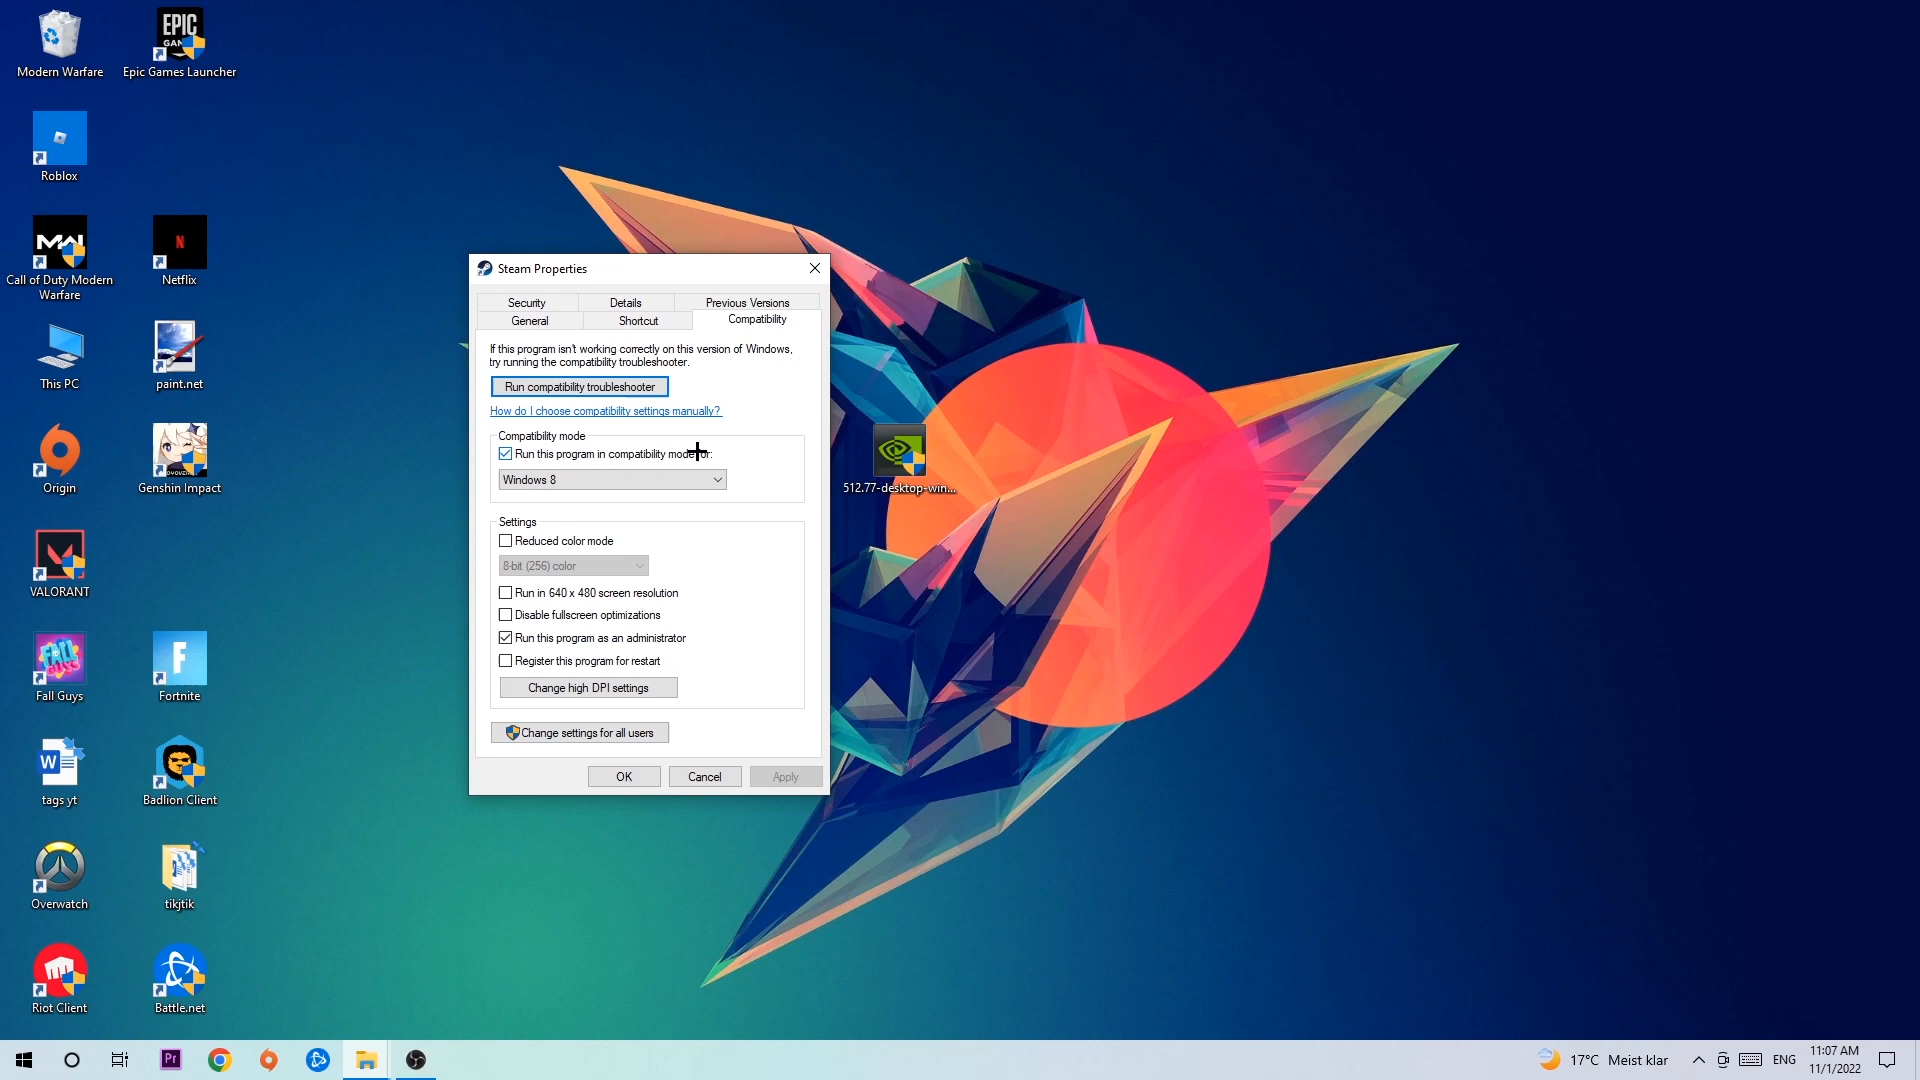 Modern Warfare
EPIC
GAM
Epic Games Launcher
Roblox
MW
Call of Duty Modern
Warfare
N
Netflix
This PC
paint.net
Origin
Genshin Impact
VALORANT
FALL
GUYS
Fall Guys
F
Fortnite
W
tags yt
Badlion Client
Overwatch
tikjtik
Riot Client
Battle.net
512.77-desktop-win...
Steam Properties
Security
Details
Previous Versions
General
Shortcut
Compatibility
If this program isn't working correctly on this version of Windows,
try running the compatibility troubleshooter.
Run compatibility troubleshooter
How do I choose compatibility settings manually?
Compatibility mode
Run this program in compatibility mode for:
Windows 8
Settings
Reduced color mode
8-bit (256) color
Run in 640 x 480 screen resolution
Disable fullscreen optimizations
Run this program as an administrator
Register this program for restart
Change high DPI settings
Change settings for all users
OK
Cancel
Apply
Pr
17°C Meist klar
ENG
11:07 AM
11/1/2022